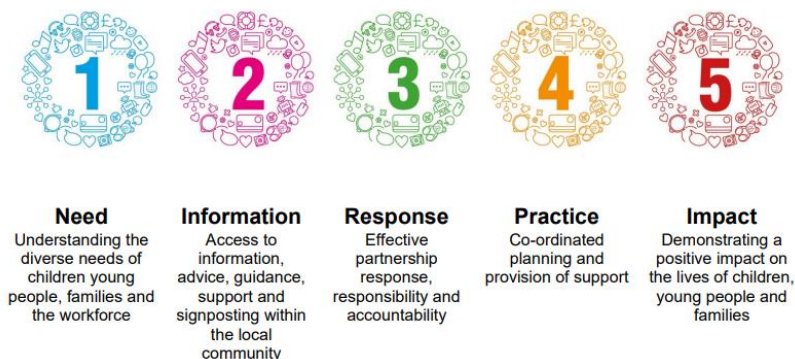 1
2
3
4
5
Need
Understanding the
diverse needs of
children young
people, families and
the workforce
Information
Access to
information,
advice, guidance,
support and
signposting within
the local
community
Response
Effective
partnership
response,
responsibility and
accountability
Practice
Co-ordinated
planning and
provision of support
Impact
Demonstrating a
positive impact on
the lives of children,
young people and
families